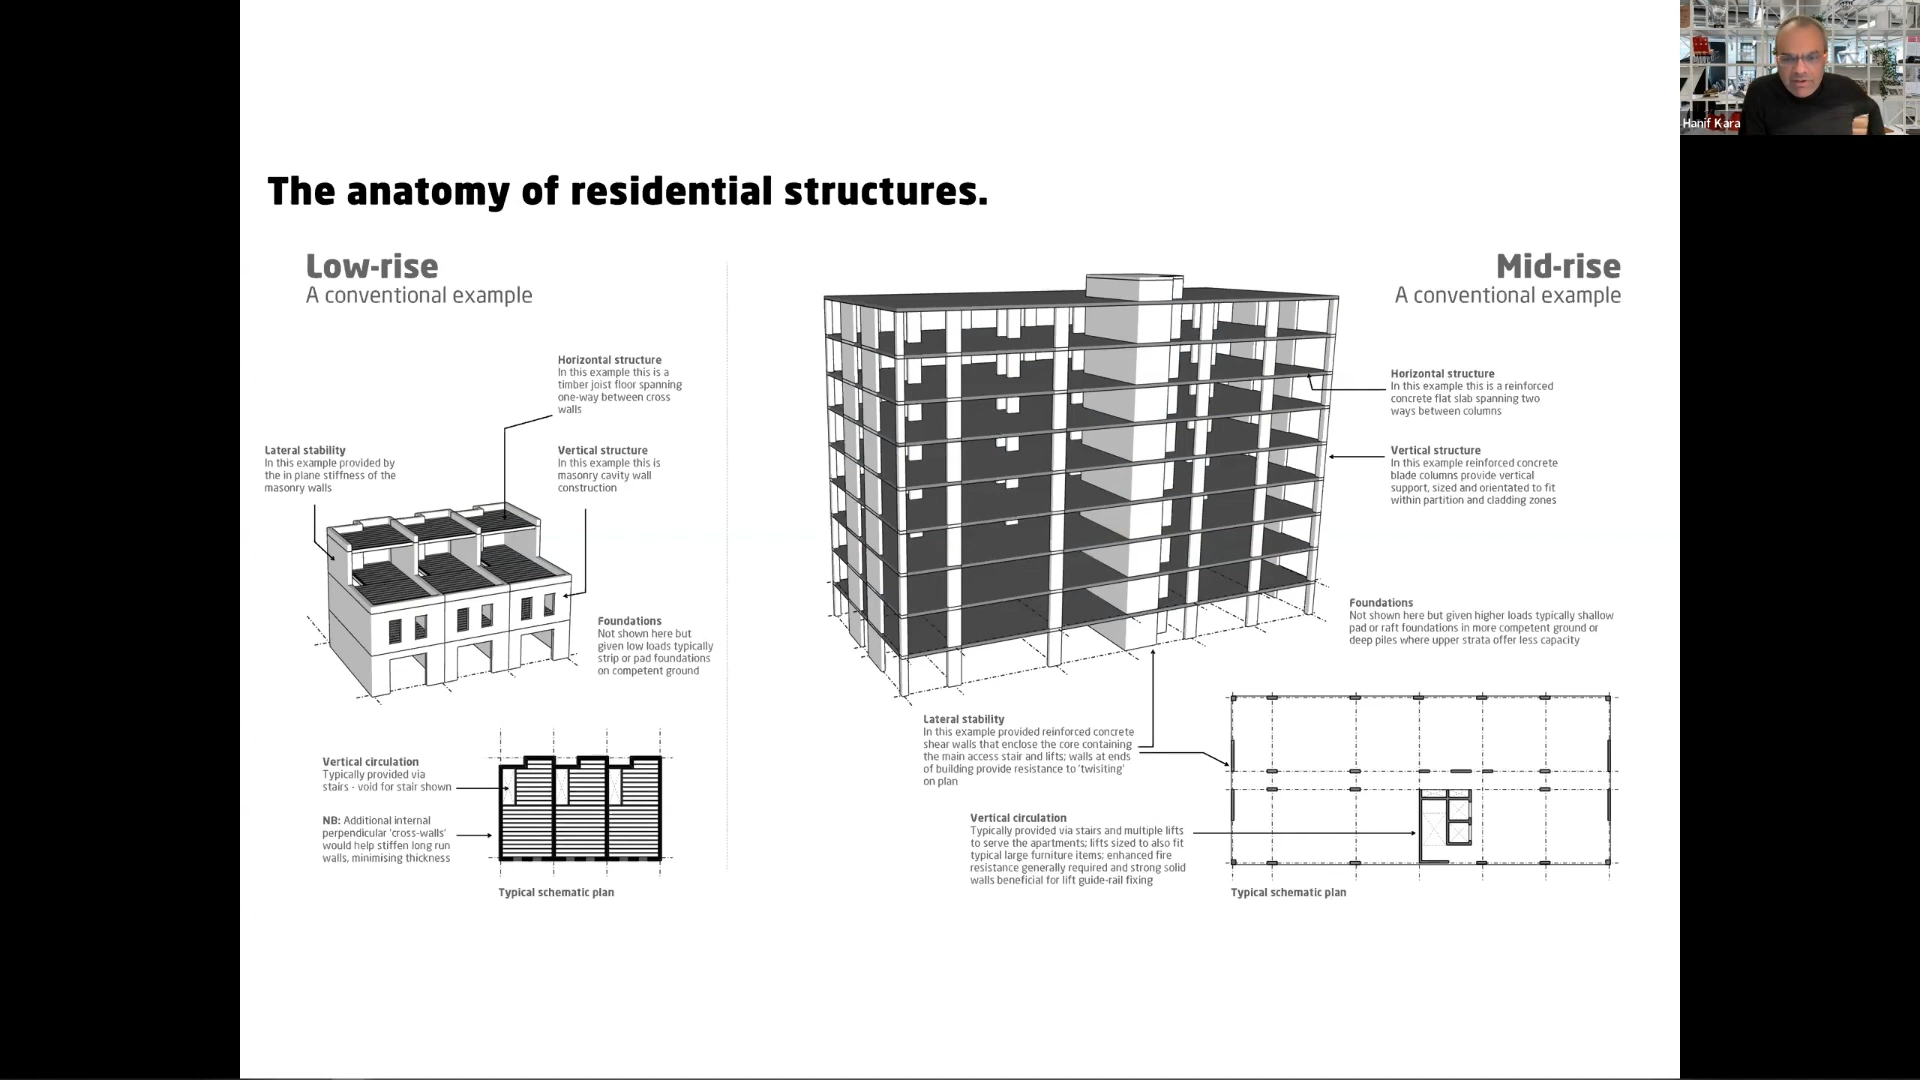 Hanif Kara
The anatomy of residential structures.
Low-rise
A conventional example
Horizontal structure
In this example this is a
timber joist floor spanning
one-way between cross
walls
Lateral stability
In this example provided by
the in plane stiffness of the
masonry walls
Vertical structure
In this example this is
masonry cavity wall
construction
Foundations
Not shown here but
given low loads typically
strip or pad foundations
on competent ground
Vertical circulation
Typically provided via
stairs - void for stair shown
NB: Additional internal
perpendicular 'cross-walls'
would help stiffen long run
walls, minimising thickness
Typical schematic plan
Mid-rise
A conventional example
Horizontal structure
In this example this is a reinforced
concrete flat slab spanning two
ways between columns
Vertical structure
In this example reinforced concrete
blade columns provide vertical
support, sized and orientated to fit
within partition and cladding zones
Foundations
Not shown here but given higher loads typically shallow
pad or raft foundations in more competent ground or
deep piles where upper strata offer less capacity
Lateral stability
In this example provided reinforced concrete
shear walls that enclose the core containing
the main access stair and lifts; walls at ends
of building provide resistance to 'twisiting'
on plan
Vertical circulation
Typically provided via stairs and multiple lifts
to serve the apartments; lifts sized to also fit
typical large furniture items; enhanced fire
resistance generally required and strong solid
walls beneficial for lift guide-rail fixing
Typical schematic plan